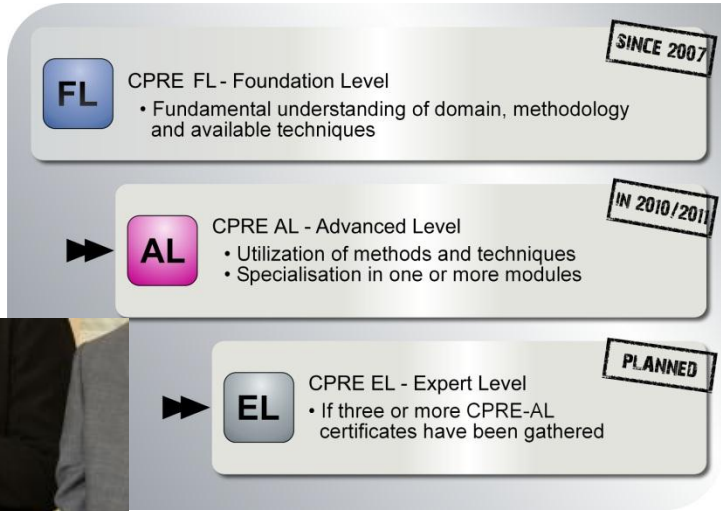 SINCE 2007
FL
CPRE FL - Foundation Level
• Fundamental understanding of domain, methodology
and available techniques
IN 2010/2011
AL
CPRE AL - Advanced Level
• Utilization of methods and techniques
• Specialisation in one or more modules
PLANNED
EL
CPRE EL - Expert Level
• If three or more CPRE-AL
certificates have been gathered